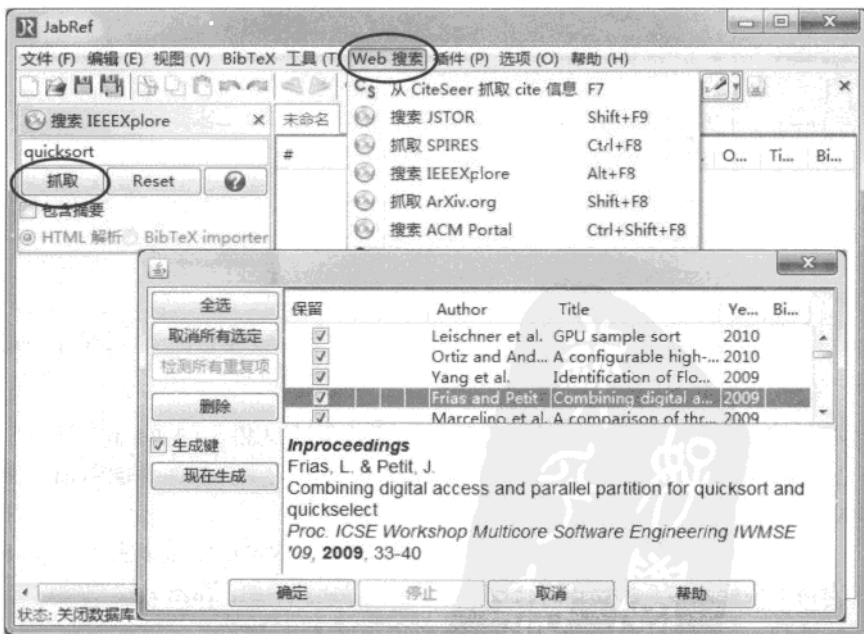 JabRef
文件 (F) 编辑 (E) 视图 (V) BibTeX 工具 (T) Web 搜索 插件 (P) 选项 (O) 帮助 (H)
从 CiteSeer 抓取 cite 信息 F7
搜索 IEEEXplore 未命名 搜索 JSTOR Shift+F9
quicksort # 抓取 SPIRES Ctrl+F8 O... Ti... Bi...
抓取 Reset 搜索 IEEEXplore Alt+F8
包含摘要 抓取 ArXiv.org Shift+F8
HTML 解析 BibTeX importer 搜索 ACM Portal Ctrl+Shift+F8
全选 保留 Author Title Ye... Bi...
取消所有选定 Leischner et al. GPU sample sort 2010
Ortiz and And... A configurable high-... 2010
检测所有重复项 Yang et al. Identification of Flo... 2009
删除 Frias and Petit Combining digital a... 2009
Marcelino et al. A comparison of thr... 2009
生成键 Inproceedings
现在生成 Frias, L. & Petit, J.
Combining digital access and parallel partition for quicksort and
quickselect
Proc. ICSE Workshop Multicore Software Engineering IWMSE
'09, 2009, 33-40
确定 停止 取消 帮助
状态: 关闭数据库